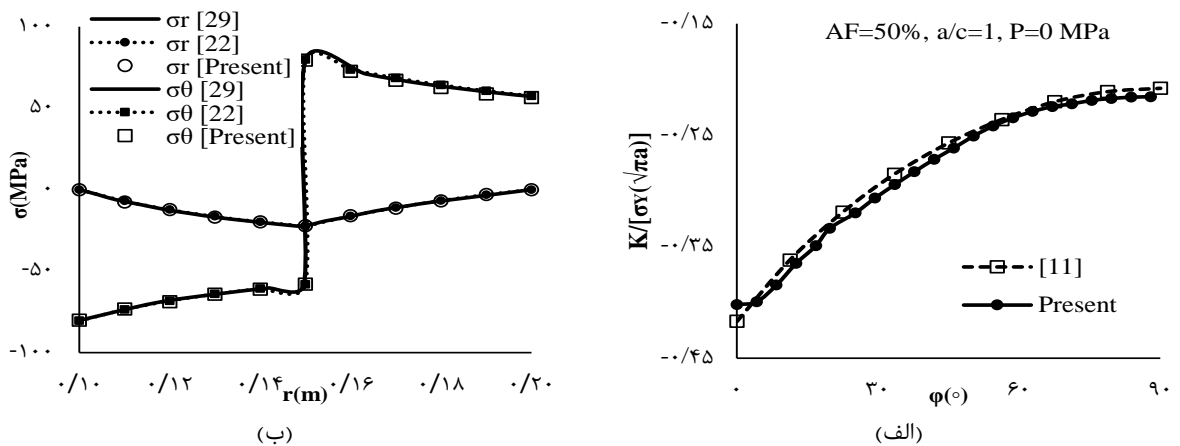 ۱۰۰
۵۰
۰
-۵۰
-۱۰۰
σ(MPa)
σr [29]
σr [22]
σr [Present]
σθ [29]
σθ [22]
σθ [Present]
۰/۱۰ ۰/۱۲ ۰/۱۴ ۰/۱۶ ۰/۱۸ ۰/۲۰
r(m)
(ب)
-۰/۱۵
-۰/۲۵
-۰/۳۵
-۰/۴۵
K/[σY(√πa)]
AF=50%, a/c=1, P=0 MPa
[11]
Present
۰ ۳۰ ۶۰ ۹۰
φ(◦)
(الف)